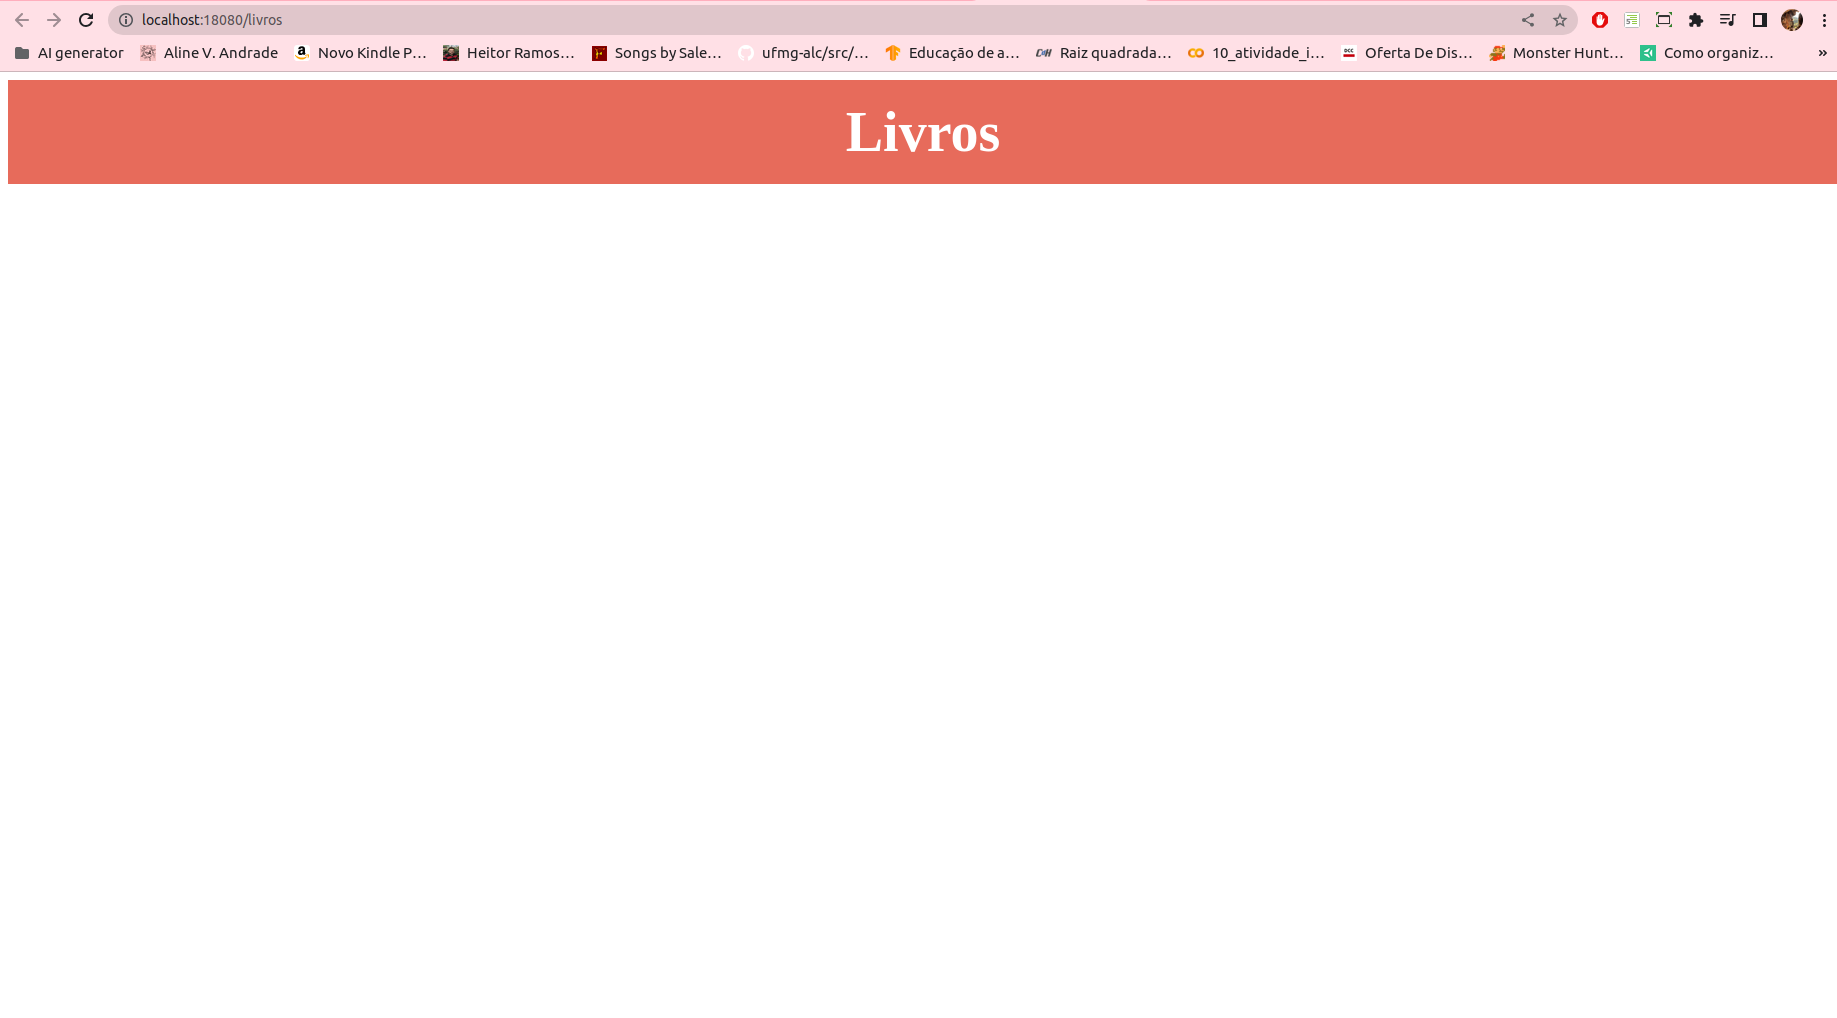 localhost:18080/livros
AI generator Aline V. Andrade Novo Kindle P... Heitor Ramos... Songs by Sale... ufmg-alc/src/... Educação de a... Raiz quadrada... 10_atividade_i... Oferta De Dis... Monster Hunt... Como organiz... »
Livros